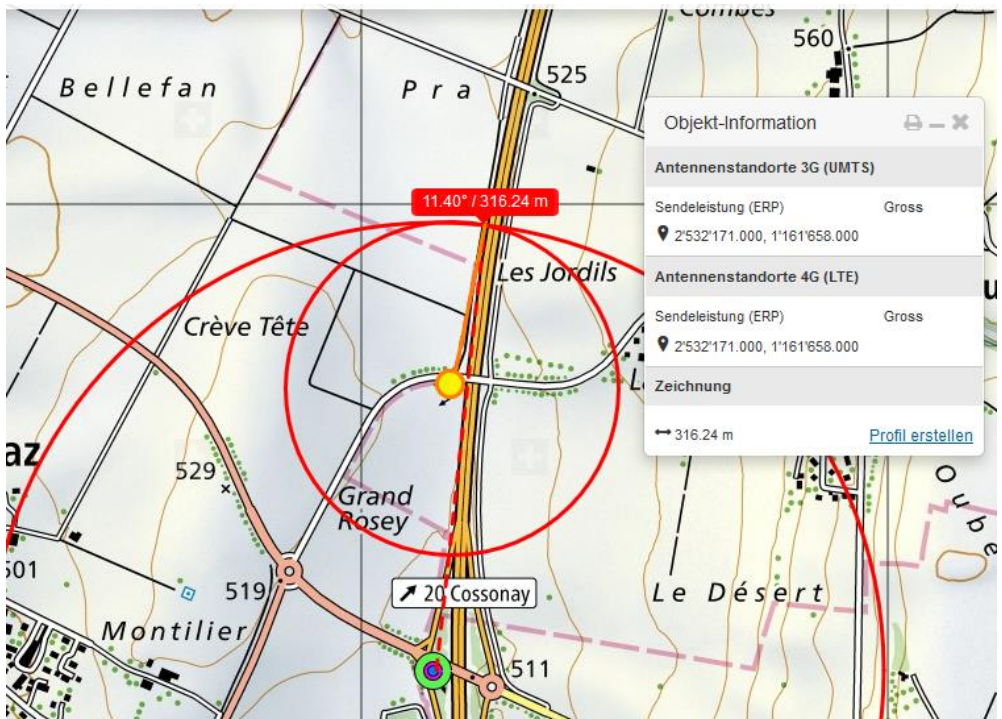 Combes
560
Bellefan
Pra
525
Objekt-Information
Antennenstandorte 3G (UMTS)
Sendeleistung (ERP) Gross
2'532'171.000, 1'161'658.000
Antennenstandorte 4G (LTE)
Sendeleistung (ERP) Gross
2'532'171.000, 1'161'658.000
Zeichnung
316.24 m Profil erstellen
11.40° / 316.24 m
Les Jordils
Crève Tête
az
529
Grand
Rosey
501
519
20 Cossonay
Le Désert
Oube
Montilier
511